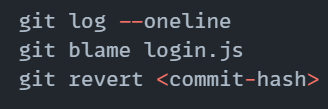 git log --oneline
git blame login.js
git revert <commit-hash>